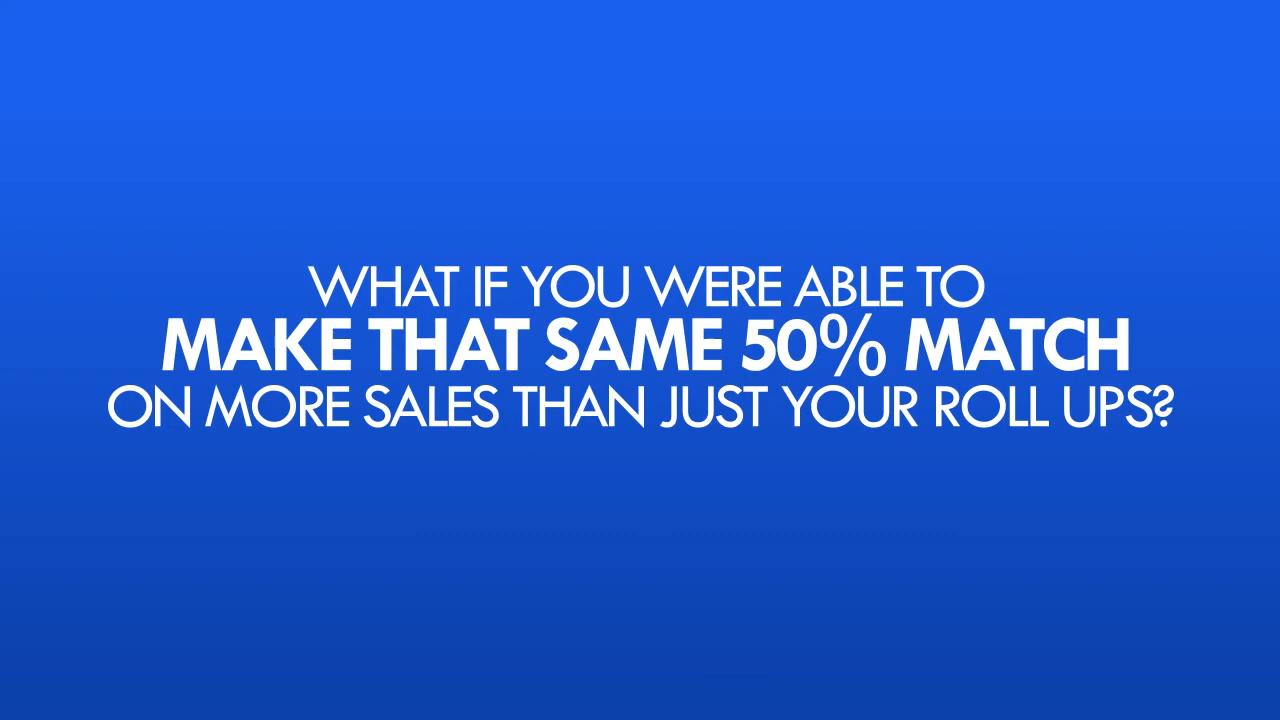 WHAT IF YOU WERE ABLE TO
MAKE THAT SAME 50% MATCH
ON MORE SALES THAN JUST YOUR ROLL UPS?